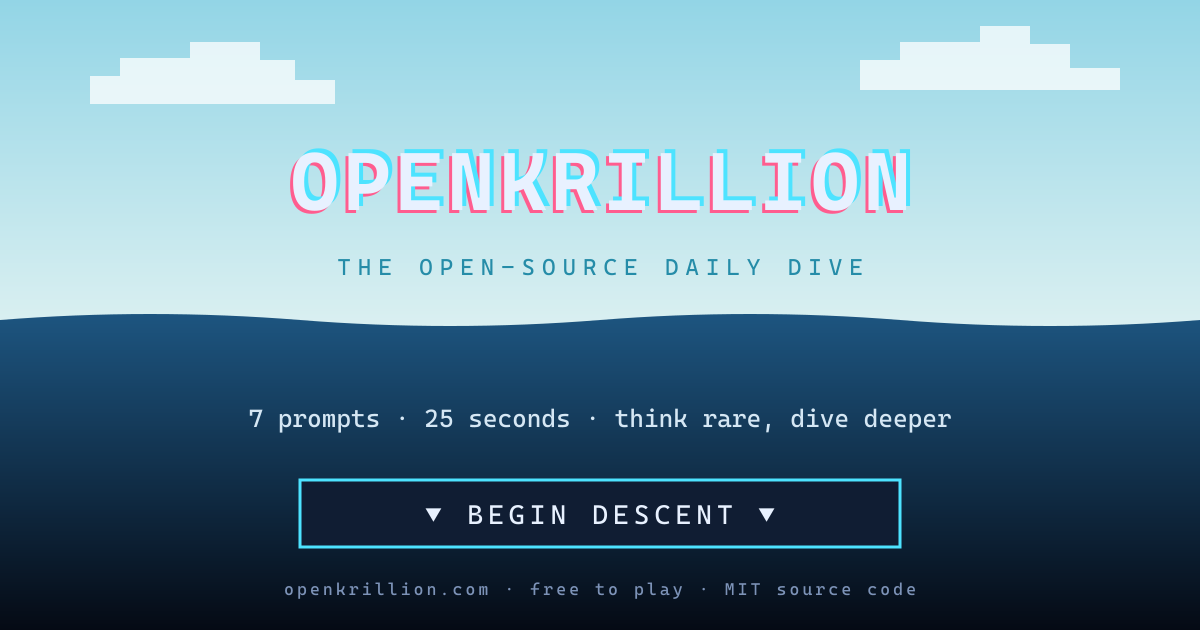 OPENKRILLION
THE OPEN-SOURCE DAILY DIVE
7 prompts · 25 seconds · think rare, dive deeper
▼ BEGIN DESCENT ▼
openkrillion.com · free to play · MIT source code